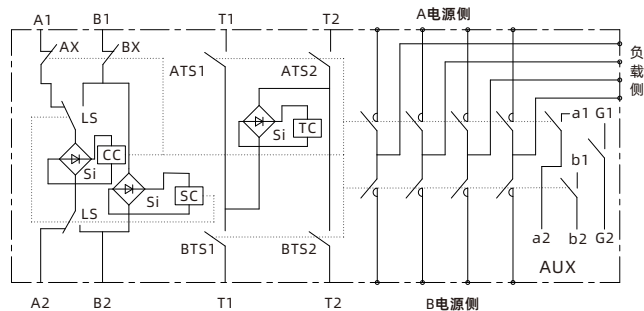 A1 B1 T1 T2 A电源侧
AX BX ATS1 ATS2
负载侧
LS
a1 G1
Si TC
CC
Si
b1
Si SC
LS
BTS1 BTS2
a2 b2 G2
AUX
A2 B2 T1 T2 B电源侧